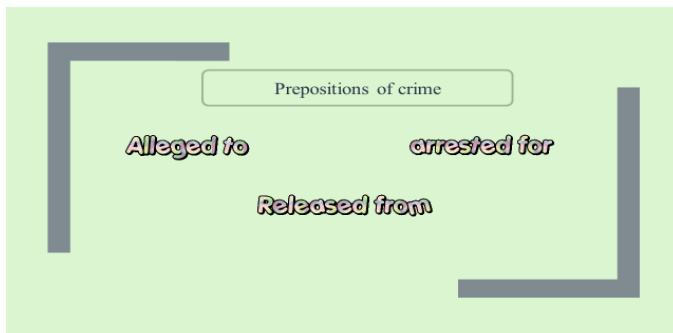 Prepositions of crime
Alleged to arrested for
Released from